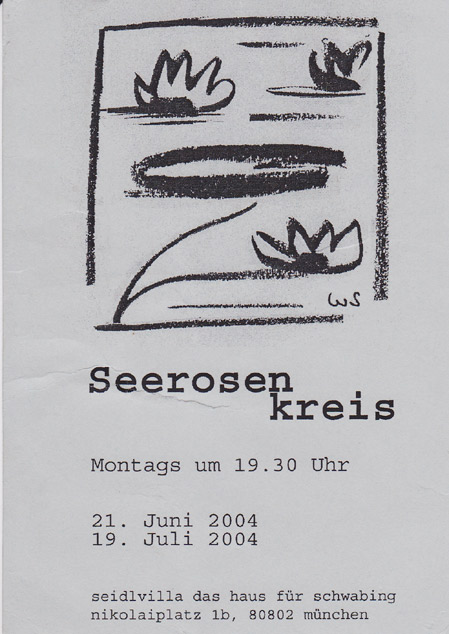 WS
Seerosen
kreis
Montags um 19.30 Uhr
21. Juni 2004
19. Juli 2004
seidlvilla das haus für schwabing
nikolaiplatz 1b, 80802 münchen